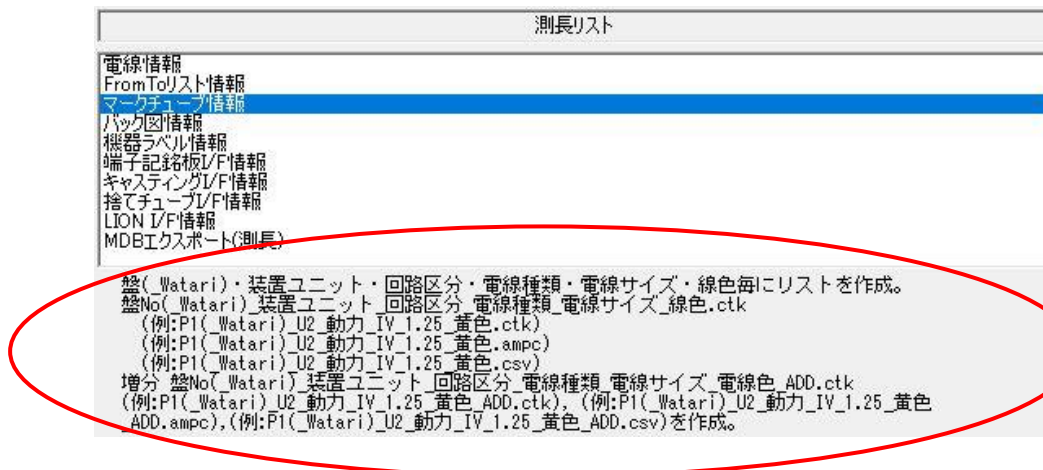 測長リスト
電線情報
FromToリスト情報
マークチューブ情報
バック図情報
機器ラベル情報
端子記銘板I/F情報
キャスティングI/F情報
捨てチューブI/F情報
LION I/F情報
MDBエクスポート(測長)
盤(_Watari)・装置ユニット・回路区分・電線種類・電線サイズ・線色毎にリストを作成。
盤No(_Watari)_装置ユニット_回路区分_電線種類_電線サイズ_線色.ctk
(例:P1(_Watari)_U2_動力_IV_1.25_黄色.ctk)
(例:P1(_Watari)_U2_動力_IV_1.25_黄色.ampc)
(例:P1(_Watari)_U2_動力_IV_1.25_黄色.csv)
増分_盤No(_Watari)_装置ユニット_回路区分_電線種類_電線サイズ_電線色_ADD.ctk
(例:P1(_Watari)_U2_動力_IV_1.25_黄色_ADD.ctk), (例:P1(_Watari)_U2_動力_IV_1.25_黄色
_ADD.ampc),(例:P1(_Watari)_U2_動力_IV_1.25_黄色_ADD.csv)を作成。